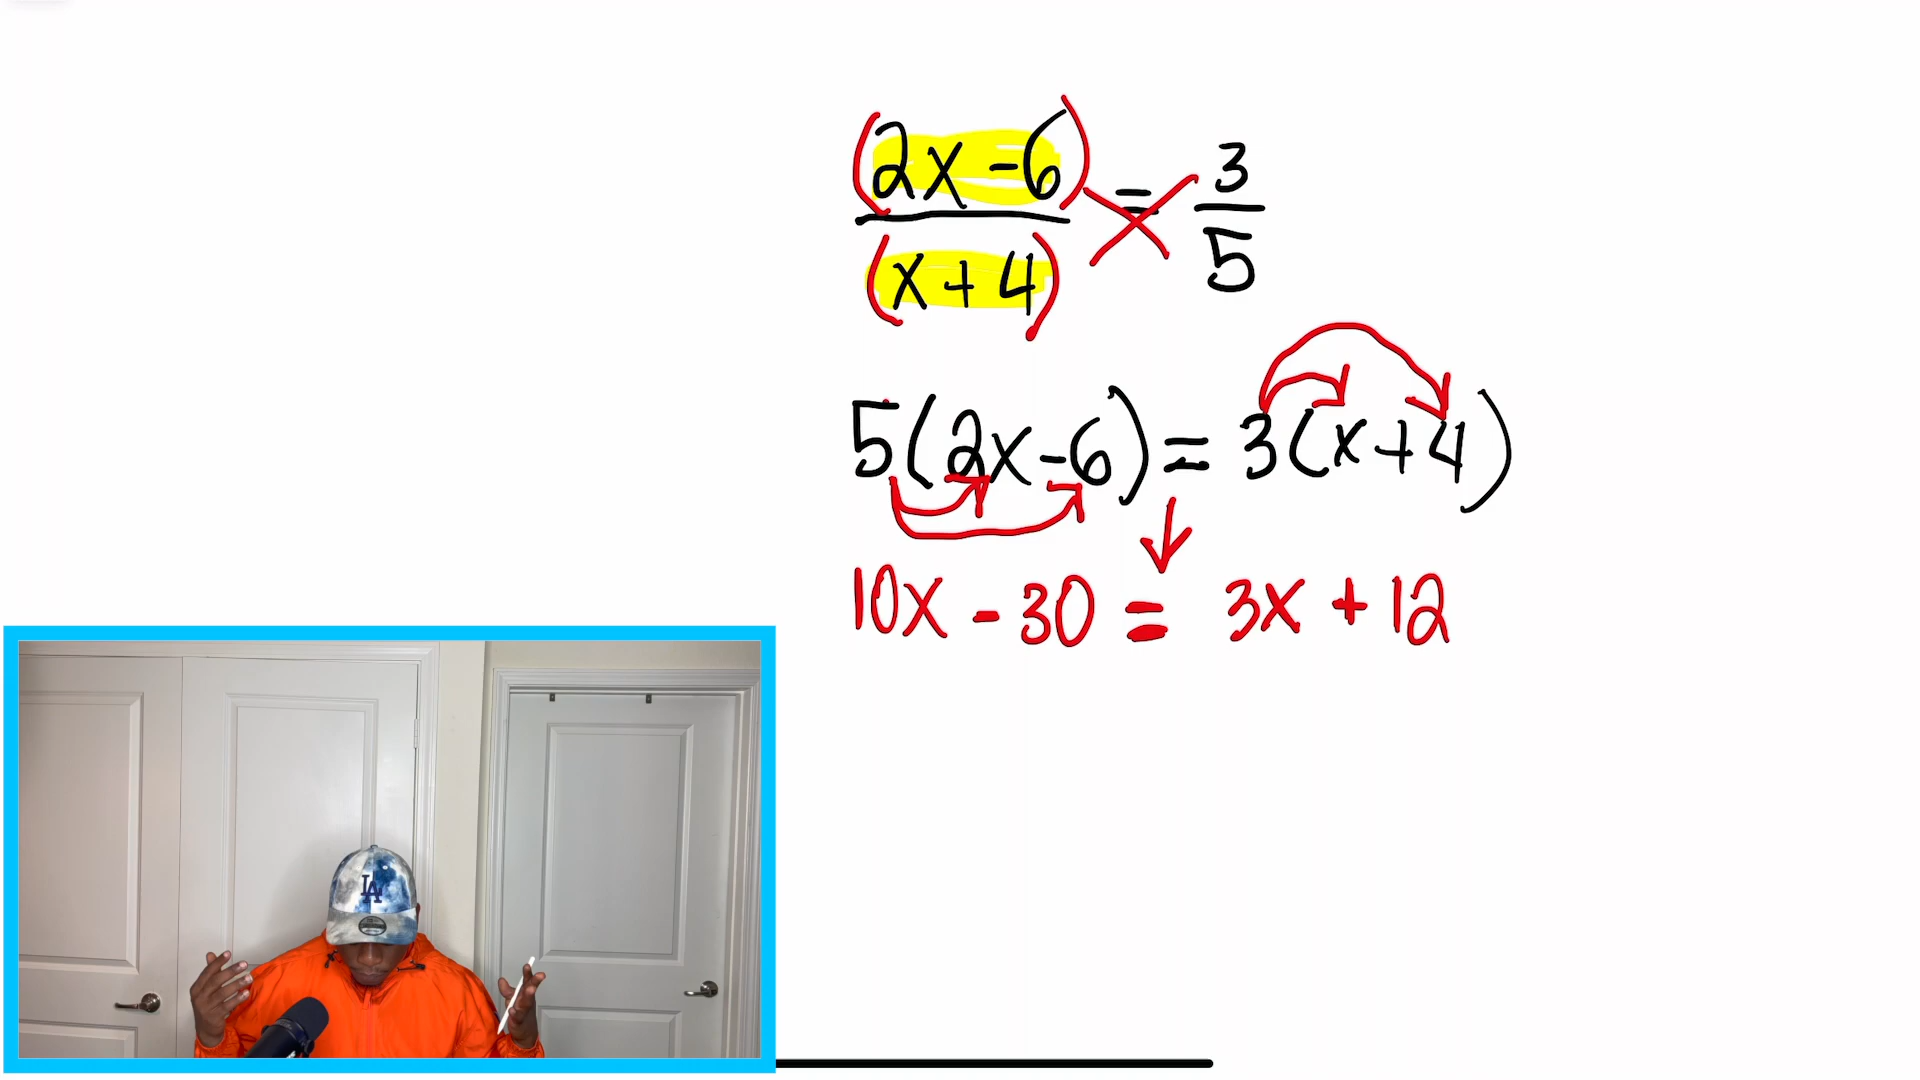 (2x - 6) = 3
(x + 4) 5
5(2x - 6) = 3(x + 4)
10x - 30 = 3x + 12
LA